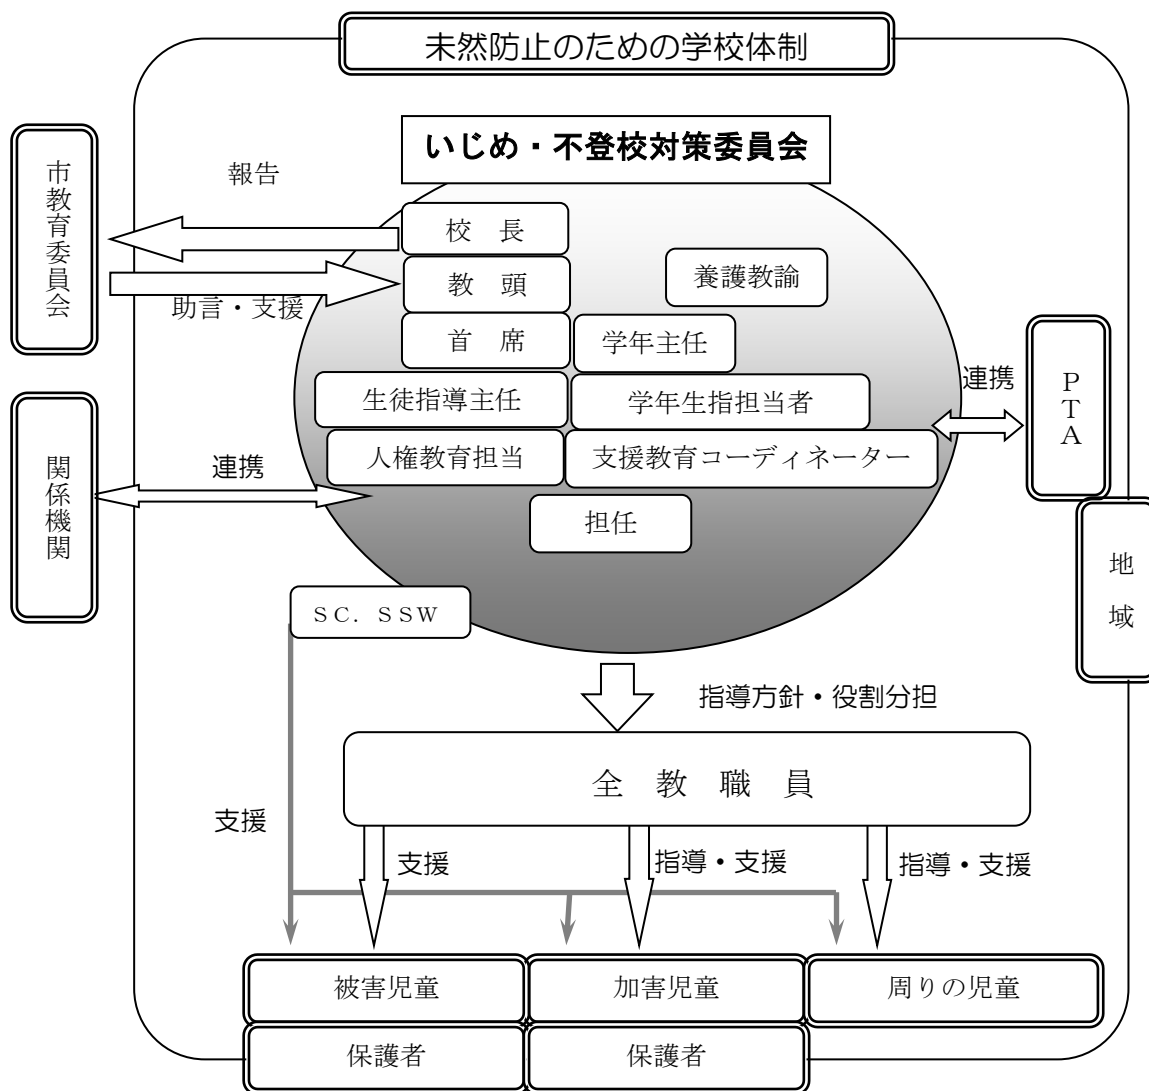 未然防止のための学校体制
いじめ・不登校対策委員会
市教育委員会
報告
助言・支援
校　長
教　頭
養護教諭
首　席
学年主任
生徒指導主任
学年生指担当者
人権教育担当
支援教育コーディネーター
担任
連携
ＰＴＡ
関係機関
連携
地域
ＳＣ．ＳＳＷ
指導方針・役割分担
全　教　職　員
支援
支援
指導・支援
指導・支援
被害児童
加害児童
周りの児童
保護者
保護者